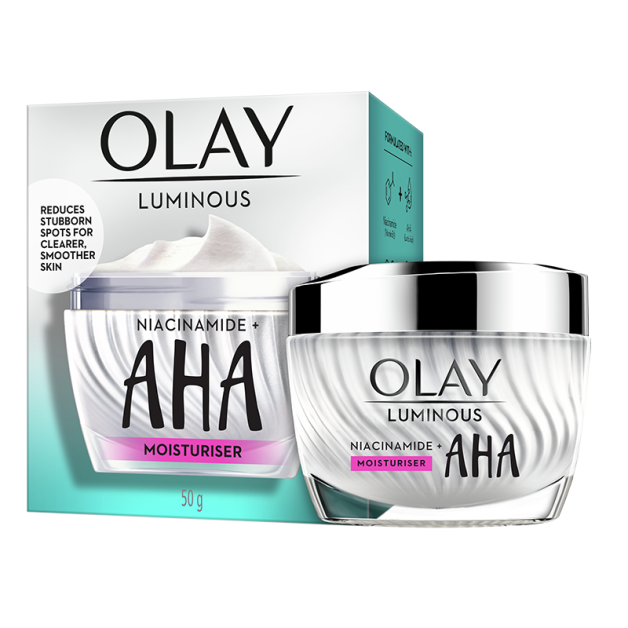 OLAY
LUMINOUS
REDUCES
STUBBORN
SPOTS FOR
CLEARER,
SMOOTHER
SKIN
NIACINAMIDE +
AHA
MOISTURISER
50 g
FORMULATED WITH:
+
Niacinamide
OLAY
LUMINOUS
NIACINAMIDE +
MOISTURISER
AHA